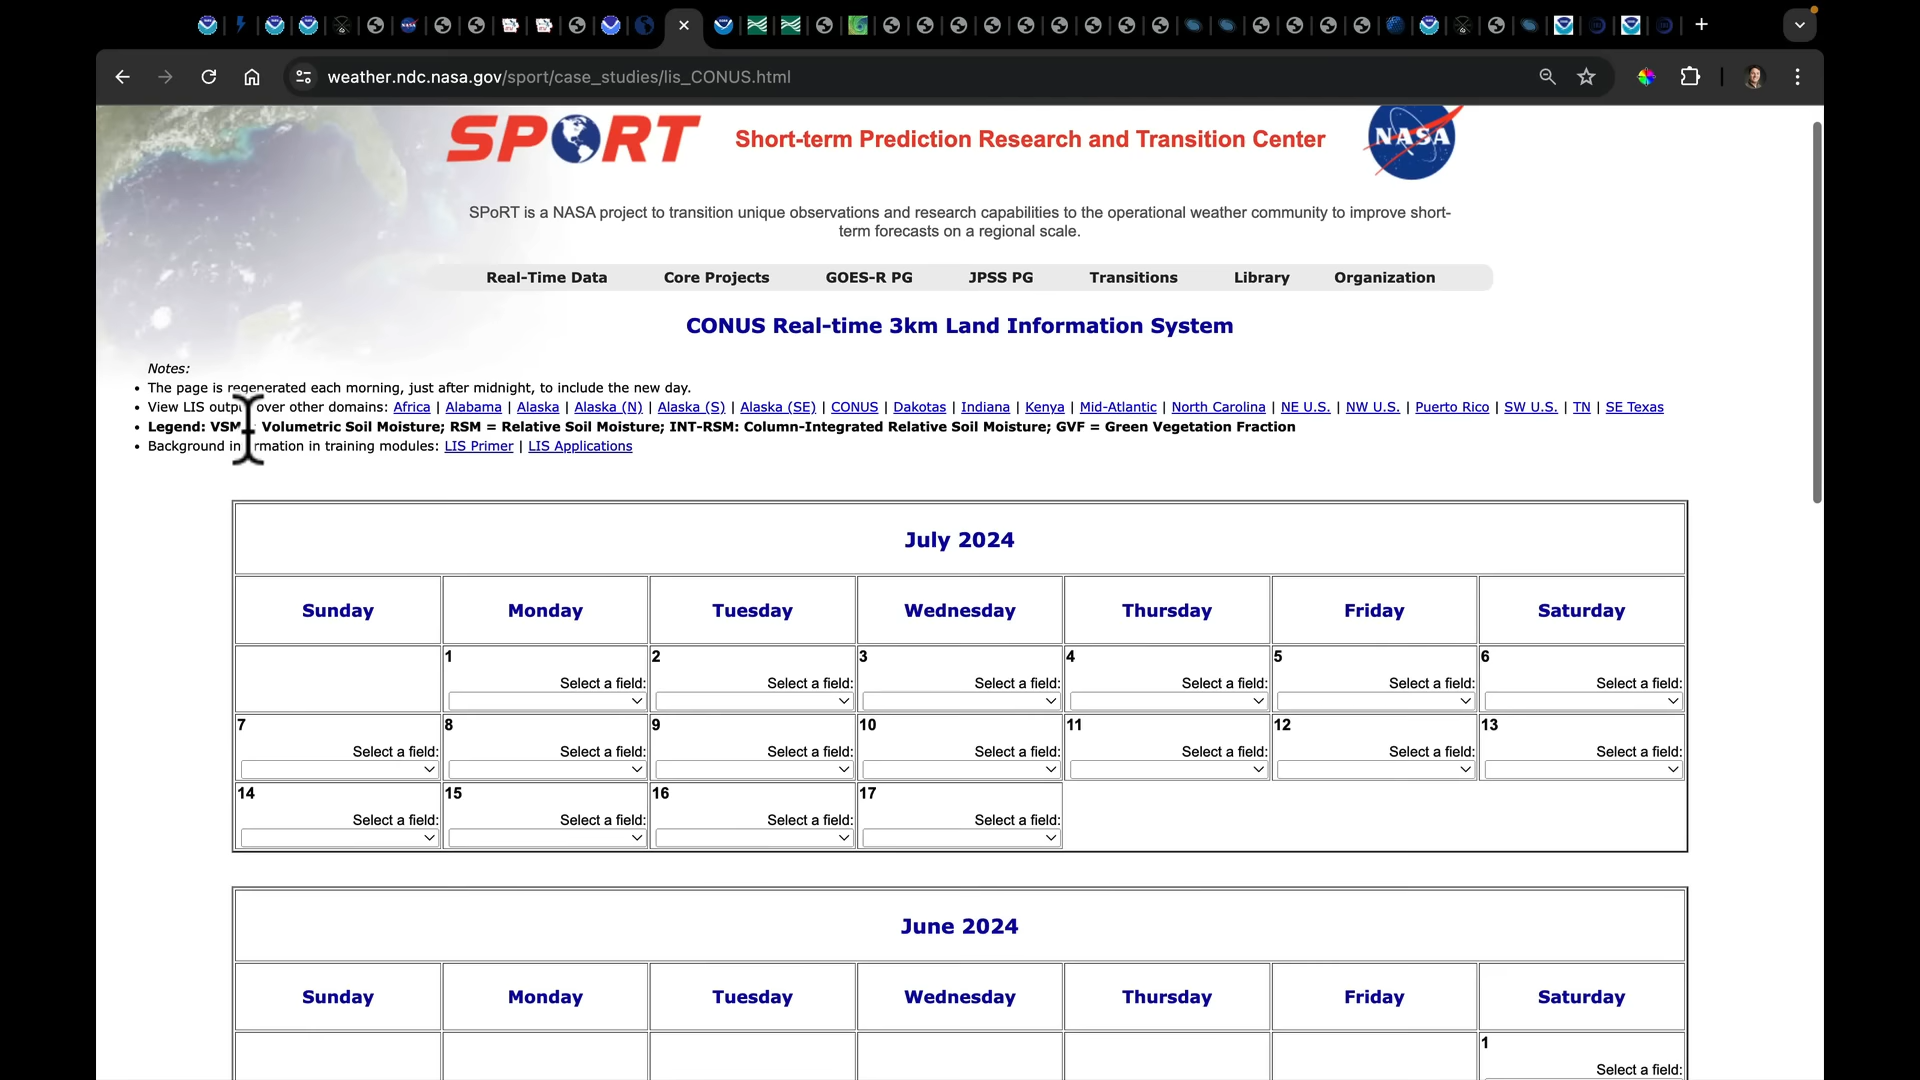 weather.ndc.nasa.gov/sport/case_studies/lis_CONUS.html
SPORT
Short-term Prediction Research and Transition Center
NASA
SPoRT is a NASA project to transition unique observations and research capabilities to the operational weather community to improve short-
term forecasts on a regional scale.
Real-Time Data Core Projects GOES-R PG JPSS PG Transitions Library Organization
CONUS Real-time 3km Land Information System
Notes:
• The page is regenerated each morning, just after midnight, to include the new day.
• View LIS output over other domains: Africa | Alabama | Alaska | Alaska (N) | Alaska (S) | Alaska (SE) | CONUS | Dakotas | Indiana | Kenya | Mid-Atlantic | North Carolina | NE U.S. | NW U.S. | Puerto Rico | SW U.S. | TN | SE Texas
• Legend: VSM Volumetric Soil Moisture; RSM = Relative Soil Moisture; INT-RSM: Column-Integrated Relative Soil Moisture; GVF = Green Vegetation Fraction
• Background information in training modules: LIS Primer | LIS Applications
July 2024
Sunday Monday Tuesday Wednesday Thursday Friday Saturday
1 2 3 4 5 6
Select a field: Select a field: Select a field: Select a field: Select a field: Select a field:
7 8 9 10 11 12 13
Select a field: Select a field: Select a field: Select a field: Select a field: Select a field: Select a field:
14 15 16 17
Select a field: Select a field: Select a field: Select a field:
June 2024
Sunday Monday Tuesday Wednesday Thursday Friday Saturday
1
Select a field: